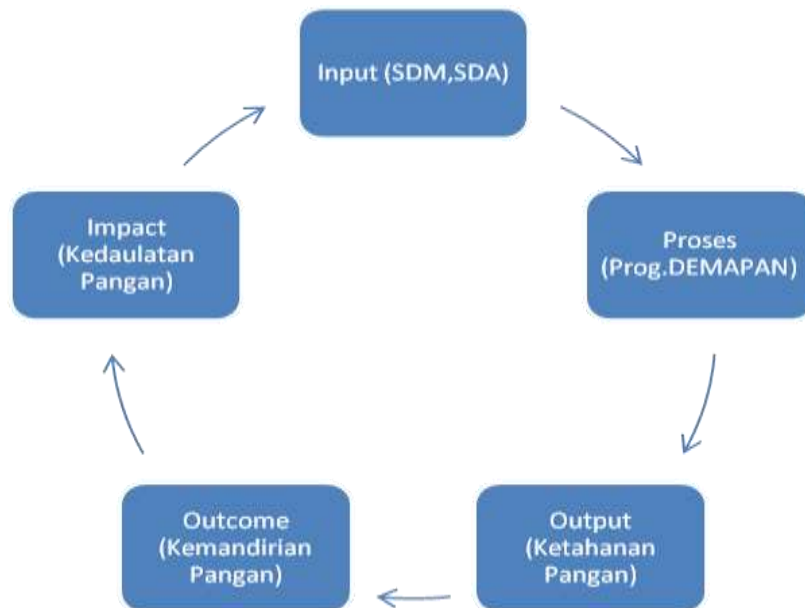 Input (SDM,SDA)
Proses
(Prog.DEMAPAN)
Output
(Ketahanan
Pangan)
Outcome
(Kemandirian
Pangan)
Impact
(Kedaulatan
Pangan)